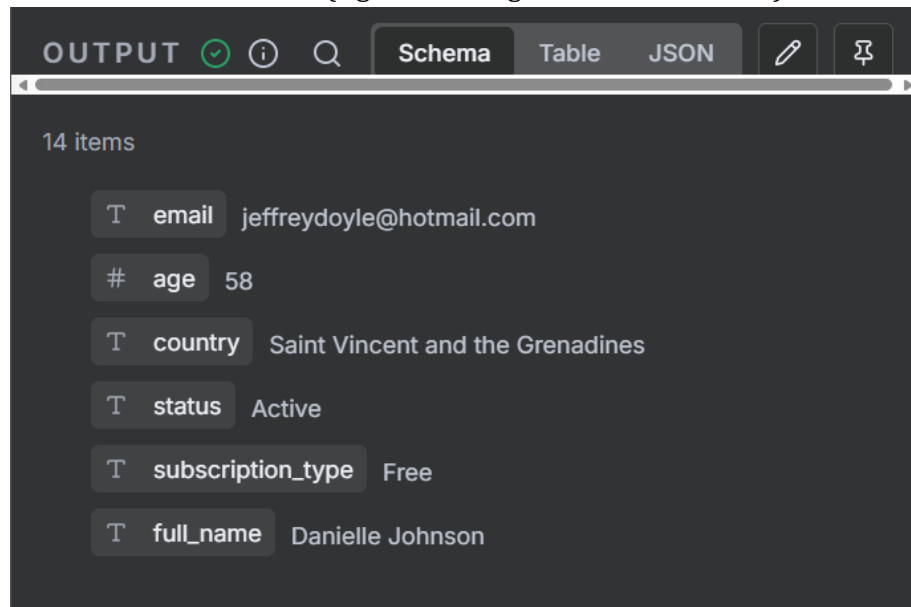 OUTPUT Schema Table JSON
14 items
T email jeffreydoyle@hotmail.com
# age 58
T country Saint Vincent and the Grenadines
T status Active
T subscription_type Free
T full_name Danielle Johnson